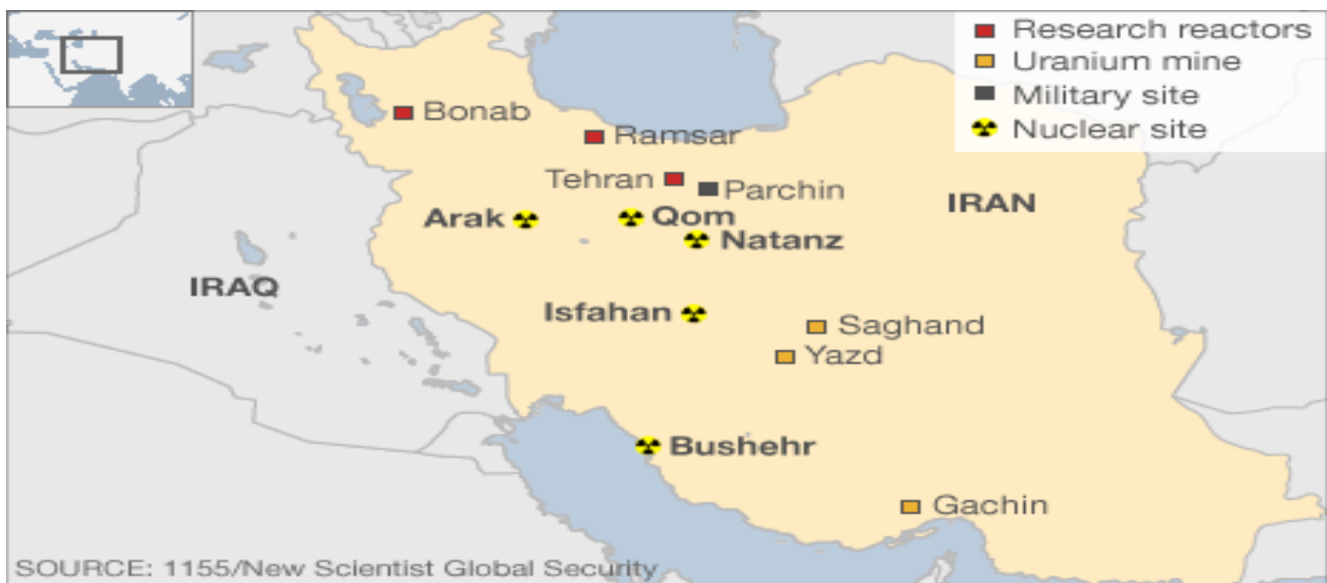 Research reactors
Uranium mine
Military site
Nuclear site
Bonab
Ramsar
Tehran
Parchin
Arak
Qom
IRAN
Natanz
IRAQ
Isfahan
Saghand
Yazd
Bushehr
Gachin
SOURCE: 1155/New Scientist Global Security